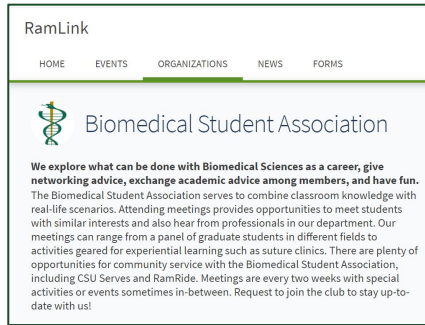 RamLink
HOME EVENTS ORGANIZATIONS NEWS FORMS
Biomedical Student Association
We explore what can be done with Biomedical Sciences as a career, give
networking advice, exchange academic advice among members, and have fun.
The Biomedical Student Association serves to combine classroom knowledge with
real-life scenarios. Attending meetings provides opportunities to meet students
with similar interests and also hear from professionals in our department. Our
meetings can range from a panel of graduate students in different fields to
activities geared for experiential learning such as suture clinics. There are plenty of
opportunities for community service with the Biomedical Student Association,
including CSU Serves and RamRide. Meetings are every two weeks with special
activities or events sometimes in-between. Request to join the club to stay up-to-
date with us!